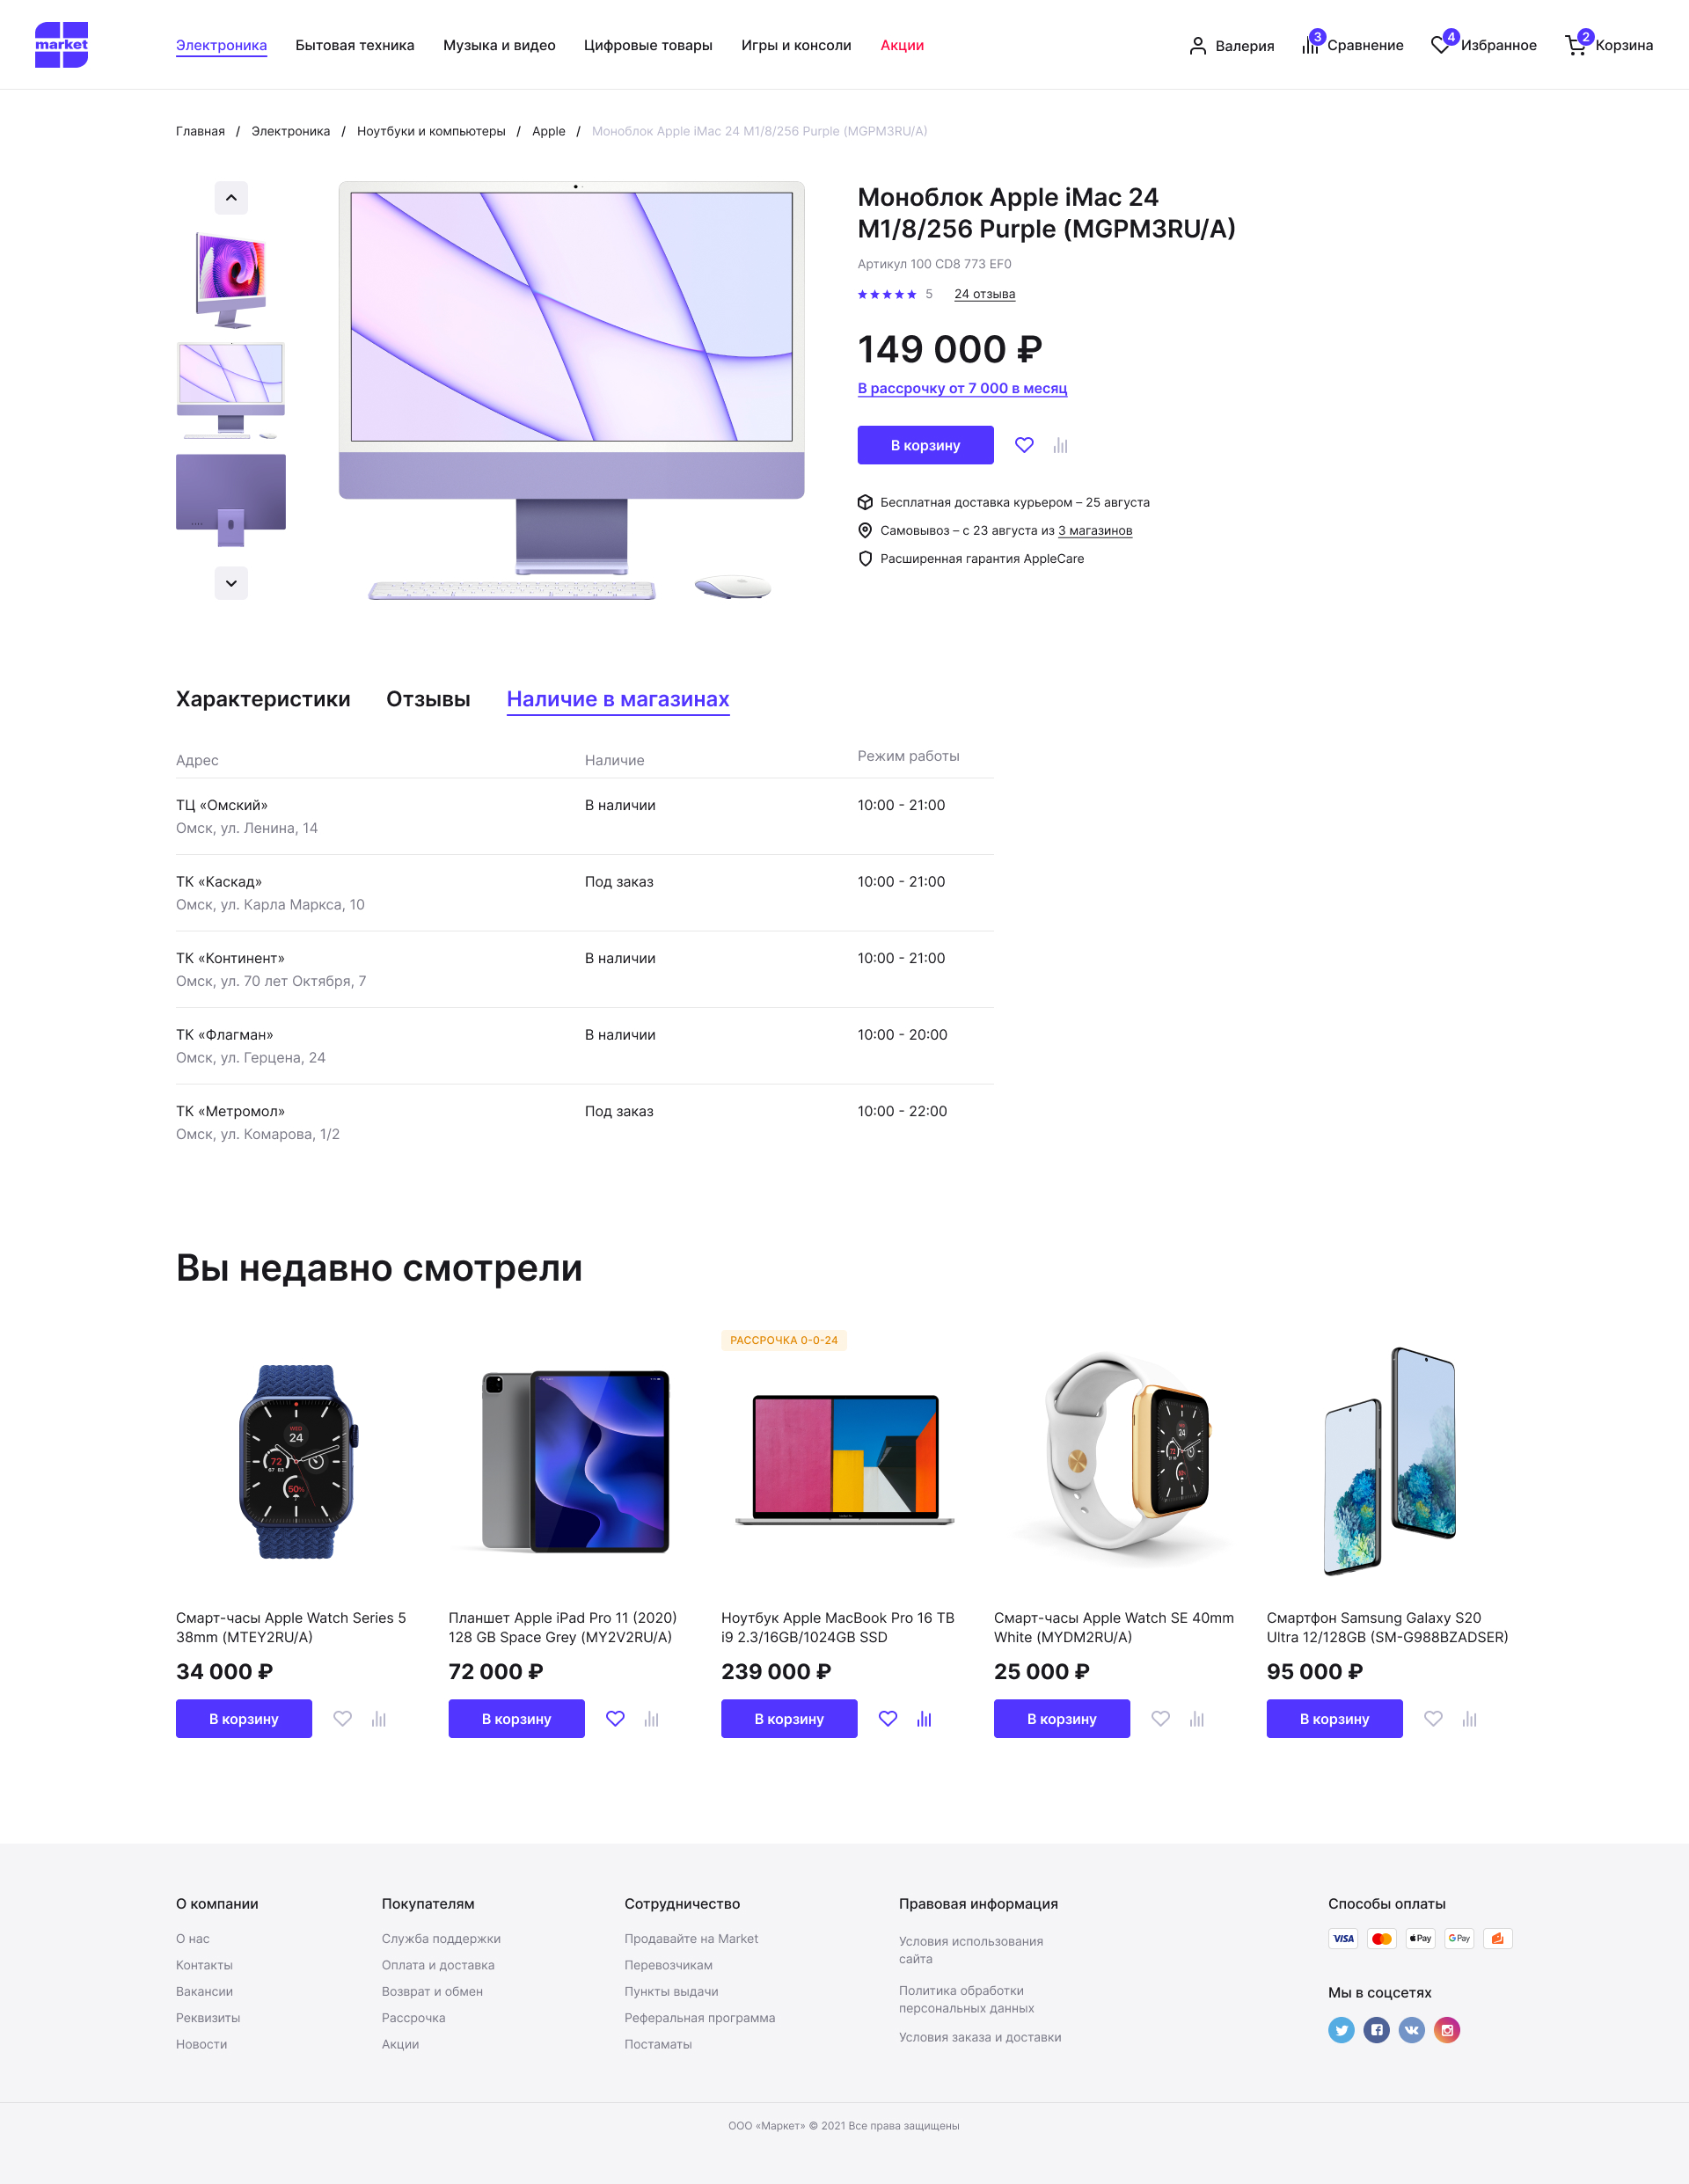 market
Электроника
Бытовая техника
Музыка и видео
Цифровые товары
Игры и консоли
Акции
Валерия
3
Сравнение
4
Избранное
2
Корзина
Главная / Электроника / Ноутбуки и компьютеры / Apple / Моноблок Apple iMac 24 M1/8/256 Purple (MGPM3RU/A)
Моноблок Apple iMac 24
M1/8/256 Purple (MGPM3RU/A)
Артикул 100 CD8 773 EF0
5 24 отзыва
149 000 ₽
В рассрочку от 7 000 в месяц
В корзину
Бесплатная доставка курьером – 25 августа
Самовывоз – с 23 августа из 3 магазинов
Расширенная гарантия AppleCare
Характеристики
Отзывы
Наличие в магазинах
Адрес
Наличие
Режим работы
ТЦ «Омский»
Омск, ул. Ленина, 14
В наличии
10:00 - 21:00
ТК «Каскад»
Омск, ул. Карла Маркса, 10
Под заказ
10:00 - 21:00
ТК «Континент»
Омск, ул. 70 лет Октября, 7
В наличии
10:00 - 21:00
ТК «Флагман»
Омск, ул. Герцена, 24
В наличии
10:00 - 20:00
ТК «Метромол»
Омск, ул. Комарова, 1/2
Под заказ
10:00 - 22:00
Вы недавно смотрели
WED
24
72
50%
Смарт-часы Apple Watch Series 5
38mm (MTEY2RU/A)
34 000 ₽
В корзину
Планшет Apple iPad Pro 11 (2020)
128 GB Space Grey (MY2V2RU/A)
72 000 ₽
В корзину
РАССРОЧКА 0-0-24
Ноутбук Apple MacBook Pro 16 TB
i9 2.3/16GB/1024GB SSD
239 000 ₽
В корзину
24
72
50%
Смарт-часы Apple Watch SE 40mm
White (MYDM2RU/A)
25 000 ₽
В корзину
Смартфон Samsung Galaxy S20
Ultra 12/128GB (SM-G988BZADSER)
95 000 ₽
В корзину
О компании
О нас
Контакты
Вакансии
Реквизиты
Новости
Покупателям
Служба поддержки
Оплата и доставка
Возврат и обмен
Рассрочка
Акции
Сотрудничество
Продавайте на Market
Перевозчикам
Пункты выдачи
Реферальная программа
Постаматы
Правовая информация
Условия использования
сайта
Политика обработки
персональных данных
Условия заказа и доставки
Способы оплаты
VISA
Pay
G Pay
Мы в соцсетях
ООО «Маркет» © 2021 Все права защищены